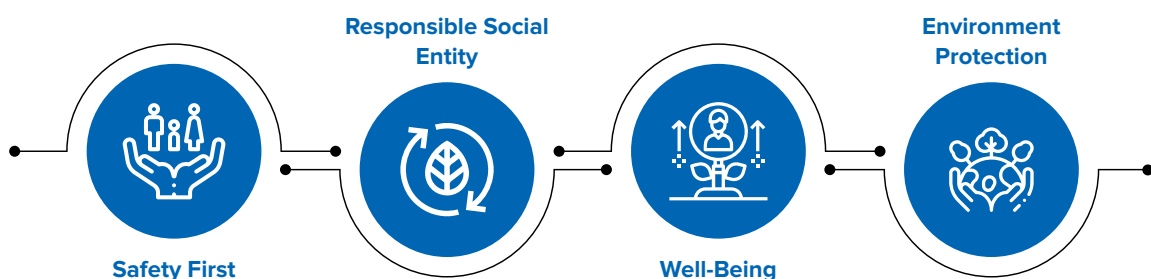 Responsible Social
Entity
Environment
Protection
Safety First
Well-Being